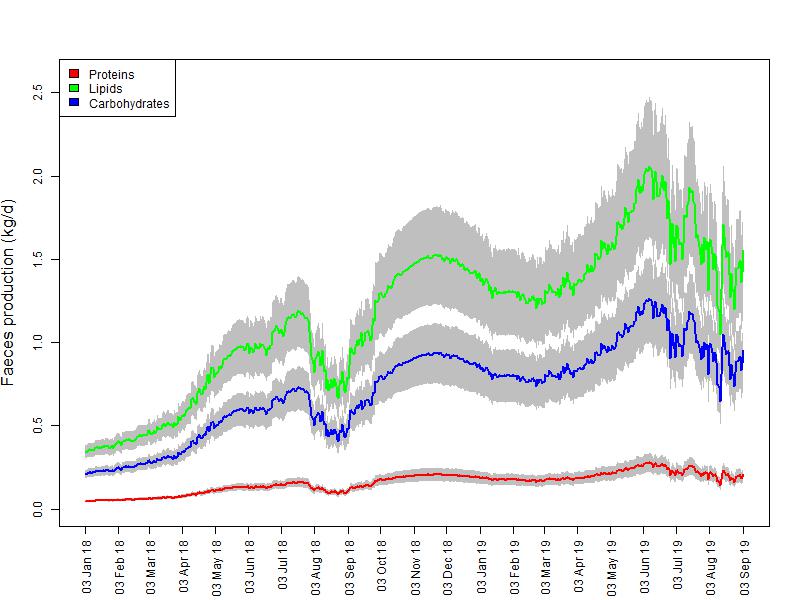 Proteins
Lipids
Carbohydrates
Faeces production (kg/d)
2.5
2.0
1.5
1.0
0.5
0.0
03 Jan 18
03 Feb 18
03 Mar 18
03 Apr 18
03 May 18
03 Jun 18
03 Jul 18
03 Aug 18
03 Sep 18
03 Oct 18
03 Nov 18
03 Dec 18
03 Jan 19
03 Feb 19
03 Mar 19
03 Apr 19
03 May 19
03 Jun 19
03 Jul 19
03 Aug 19
03 Sep 19